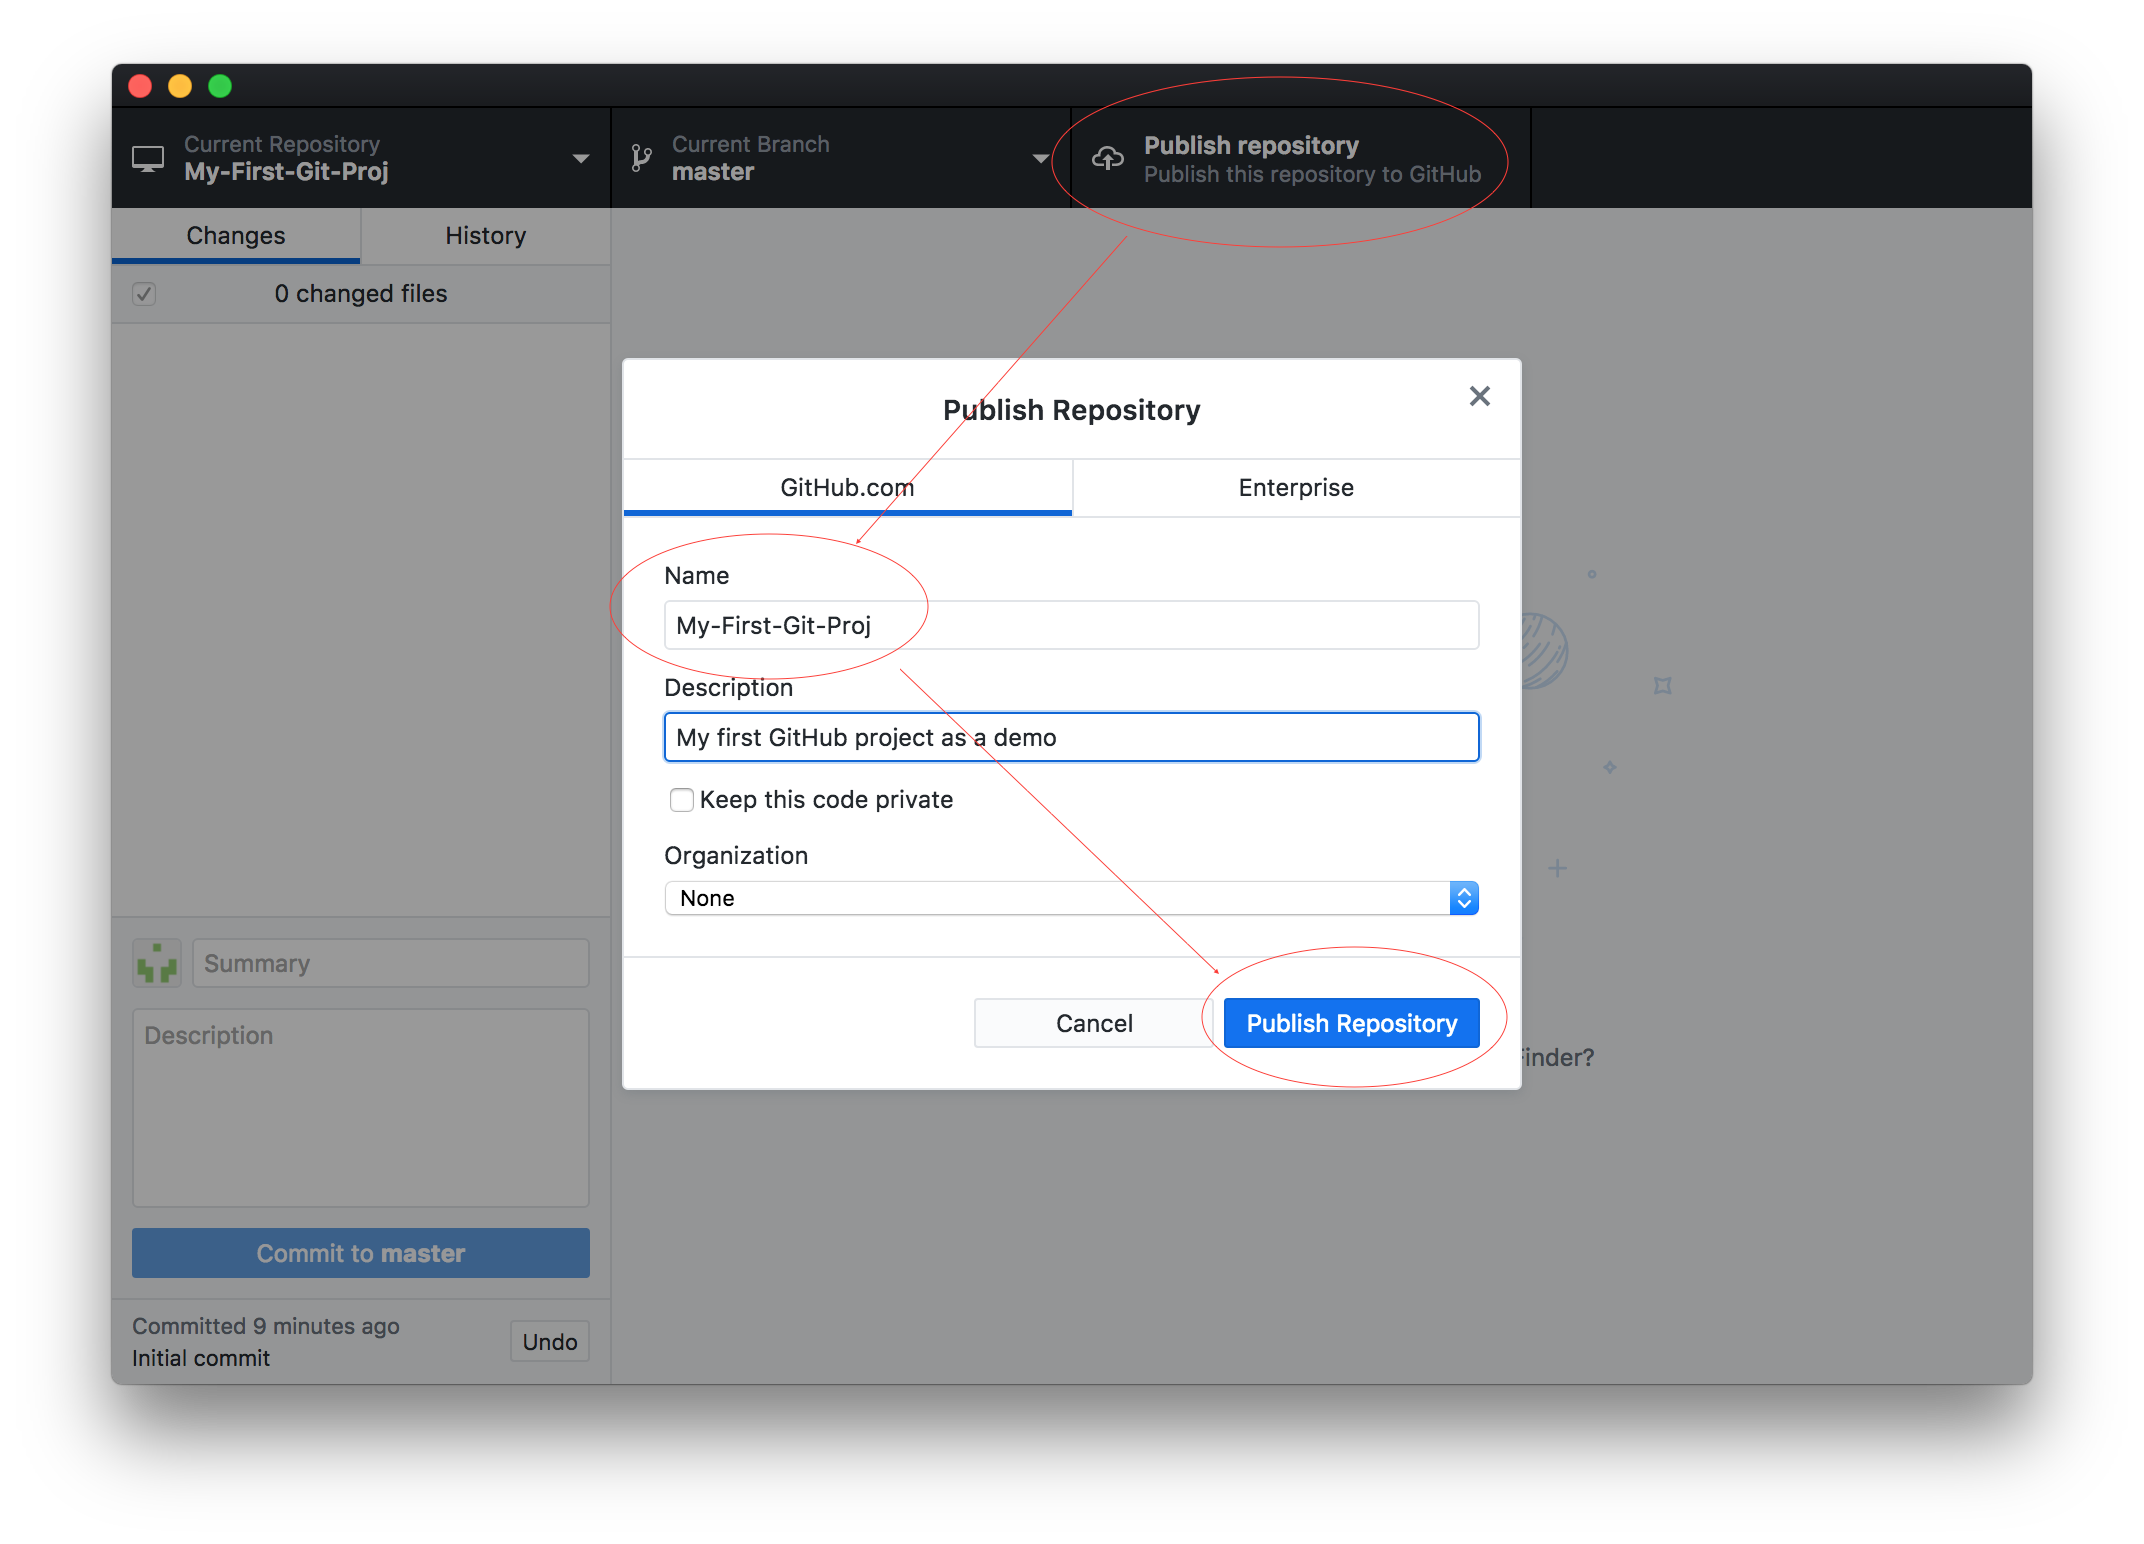 Current Repository
My-First-Git-Proj
Current Branch
master
Publish repository
Publish this repository to GitHub
Changes
History
0 changed files
Publish Repository
GitHub.com
Enterprise
Name
My-First-Git-Proj
Description
My first GitHub project as a demo
Keep this code private
Organization
None
Cancel
Publish Repository
Finder?
Summary
Description
Commit to master
Committed 9 minutes ago
Initial commit
Undo